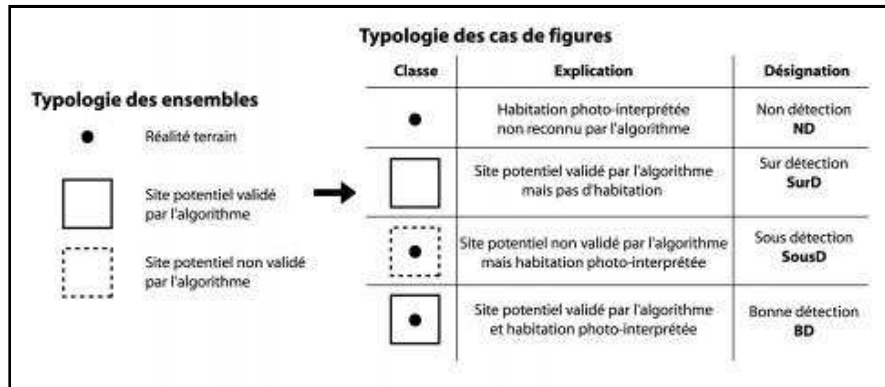 Typologie des ensembles
Réalité terrain
Site potentiel validé
par l'algorithme
Site potentiel non validé
par l'algorithme
Typologie des cas de figures
Classe Explication Désignation
Habitation photo-interprétée
non reconnu par l'algorithme
Non détection
ND
Site potentiel validé par l'algorithme
mais pas d'habitation
Sur détection
SurD
Site potentiel non validé par l'algorithme
mais habitation photo-interprétée
Sous détection
SousD
Site potentiel validé par l'algorithme
et habitation photo-interprétée
Bonne détection
BD